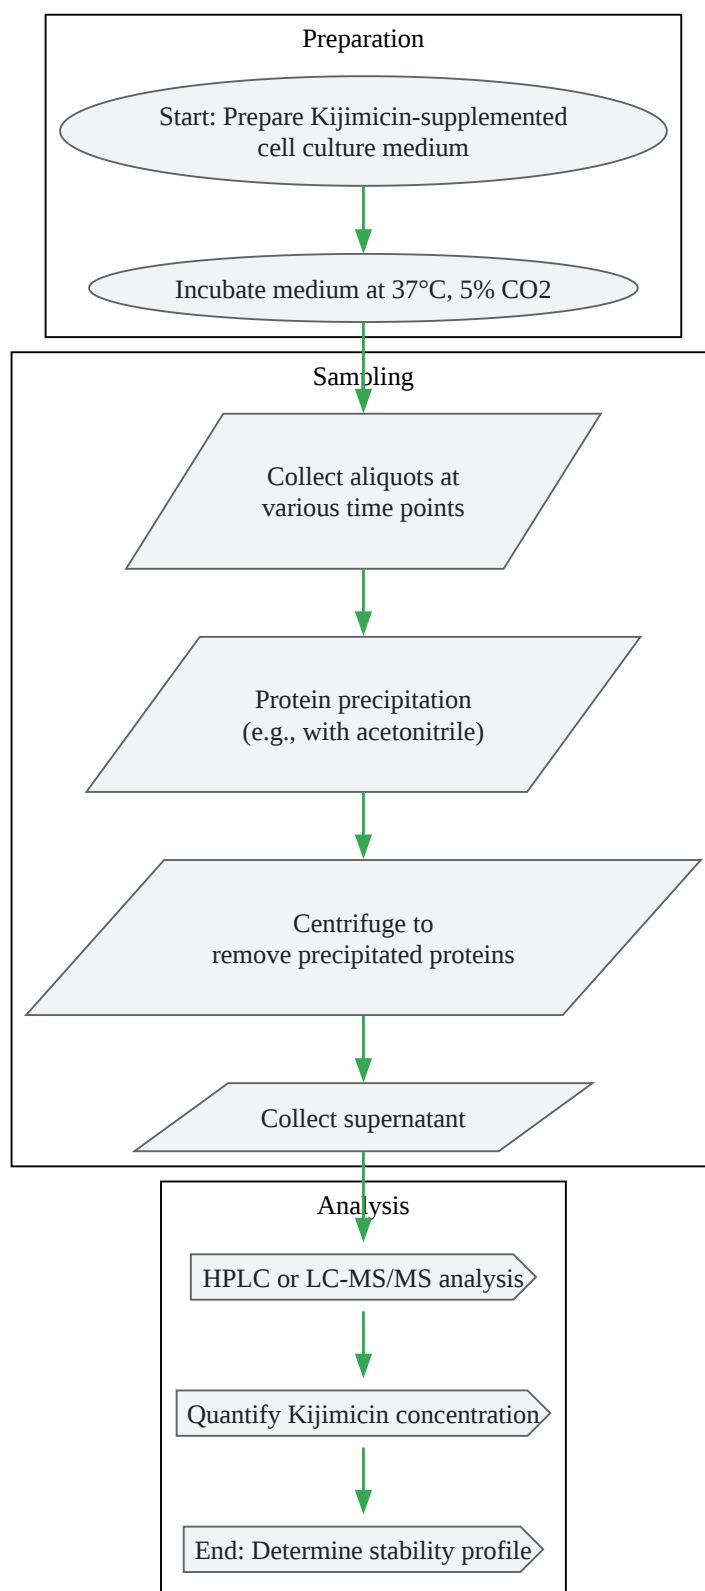 Preparation
Start: Prepare Kijimicin-supplemented
cell culture medium
Incubate medium at 37°C, 5% CO2
Sampling
Collect aliquots at
various time points
Protein precipitation
(e.g., with acetonitrile)
Centrifuge to
remove precipitated proteins
Collect supernatant
Analysis
HPLC or LC-MS/MS analysis
Quantify Kijimicin concentration
End: Determine stability profile